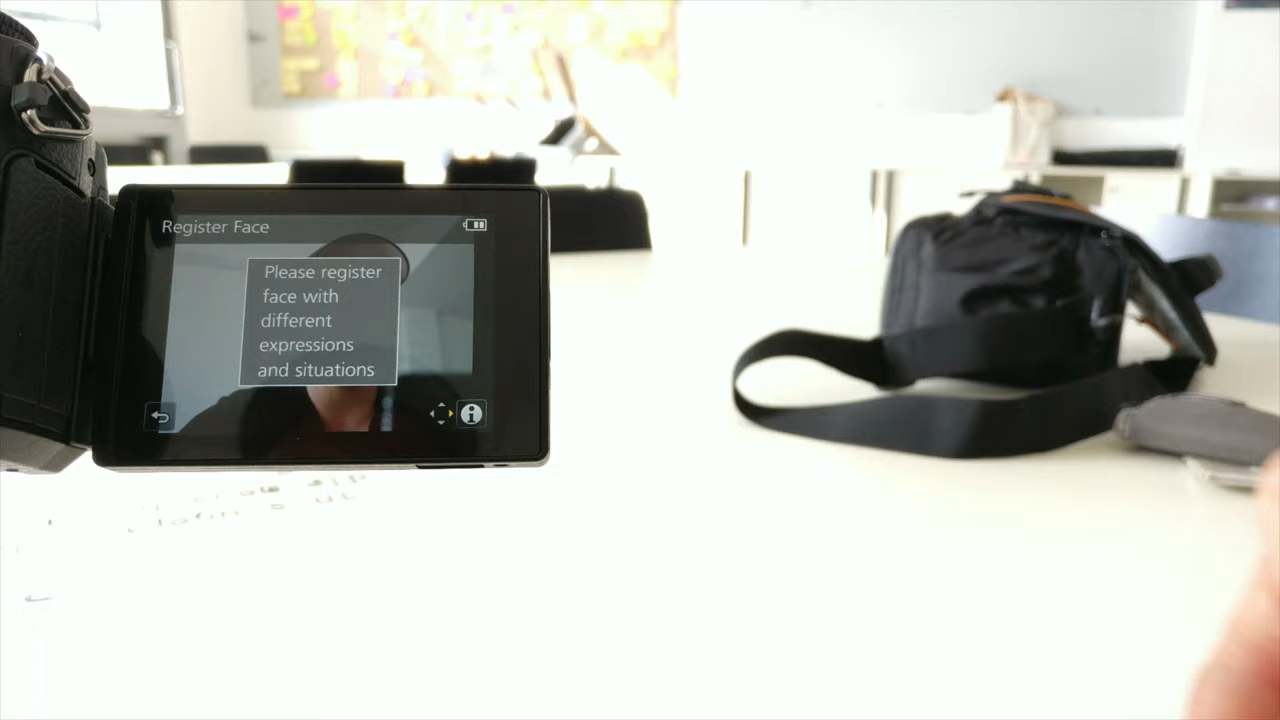 Register Face
Please register
face with
different
expressions
and situations